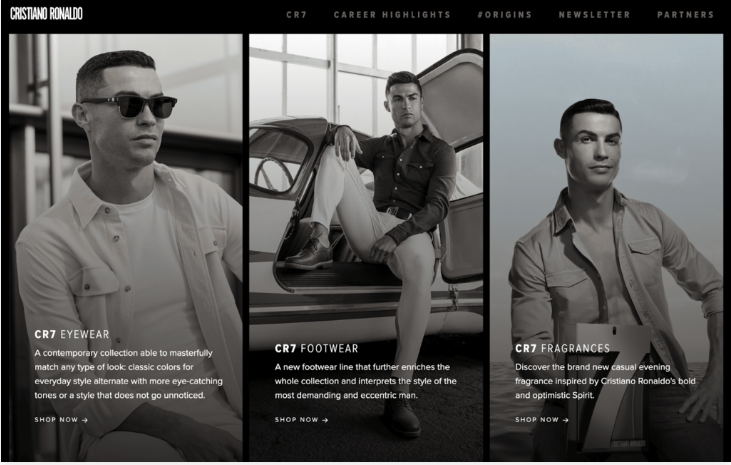 CRISTIANO RONALDO
CR7 CAREER HIGHLIGHTS #ORIGINS NEWSLETTER PARTNERS
CR7 EYEWEAR
A contemporary collection able to masterfully
match any type of look: classic colors for
everyday style alternate with more eye-catching
tones or a style that does not go unnoticed.
SHOP NOW →
CR7 FOOTWEAR
A new footwear line that further enriches the
whole collection and interprets the style of the
most demanding and eccentric man.
SHOP NOW →
CR7 FRAGRANCES
Discover the brand new casual evening
fragrance inspired by Cristiano Ronaldo's bold
and optimistic Spirit.
SHOP NOW →
7